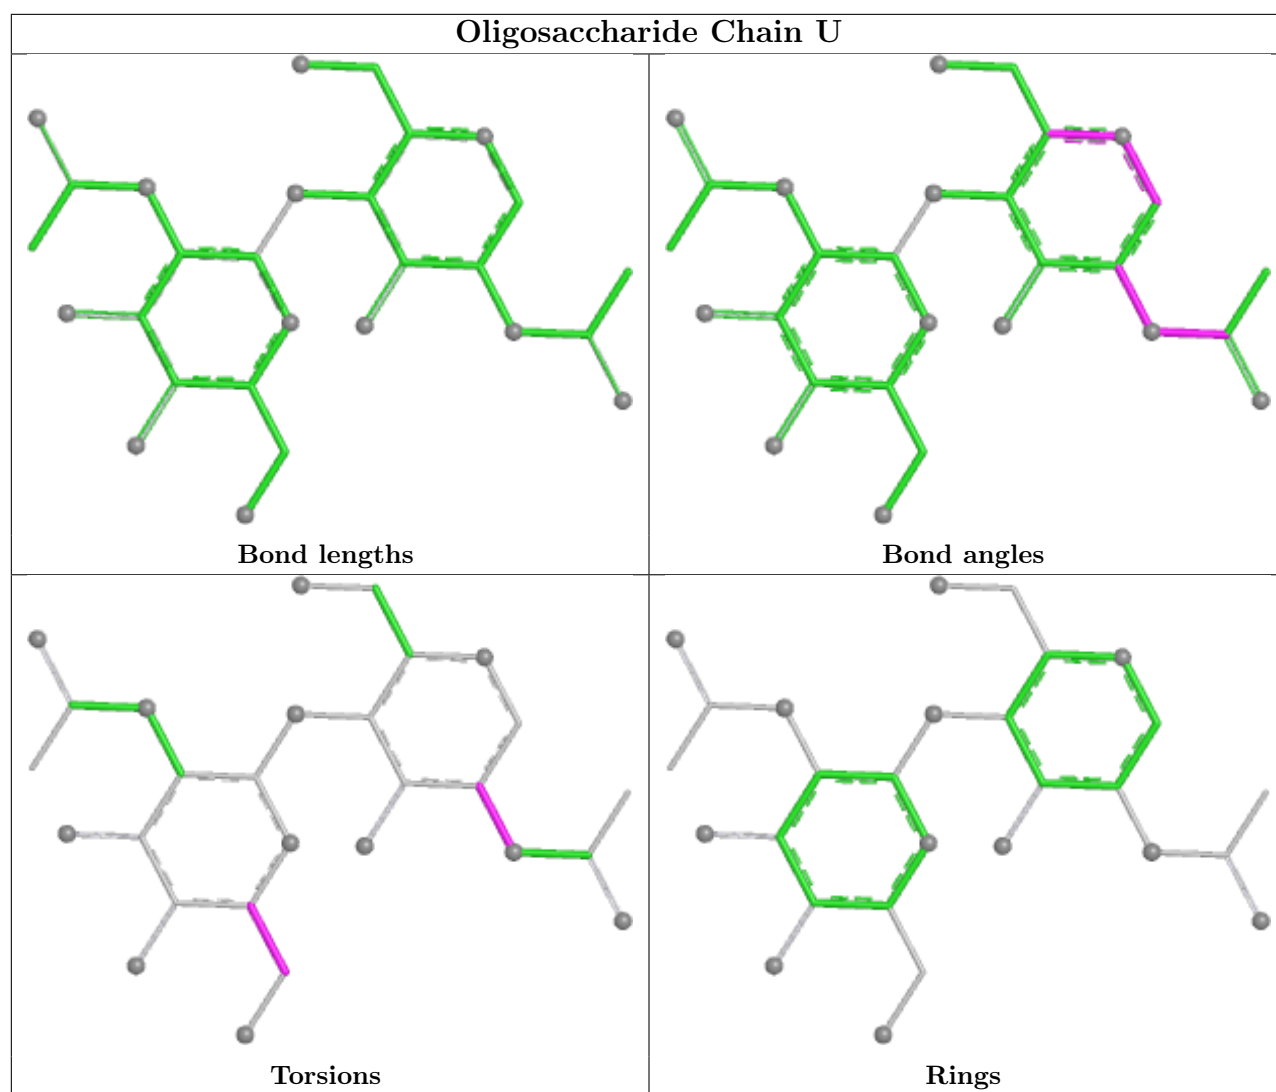 Oligosaccharide Chain U
Bond lengths
Bond angles
Torsions
Rings